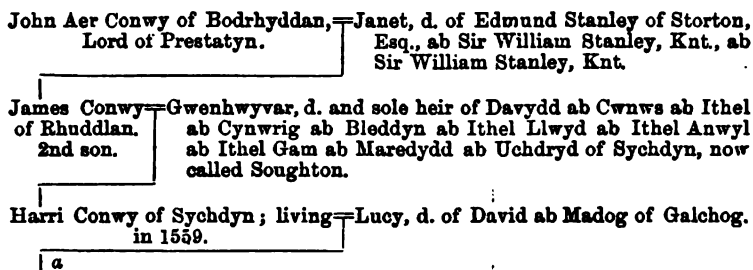 John Aer Conwy of Bodrhyddan,=Janet, d. of Edmund Stanley of Storton,
Lord of Prestatyn. Esq., ab Sir William Stanley, Knt., ab
Sir William Stanley, Knt.
James Conwy=Gwenhwyvar, d. and sole heir of Davydd ab Cwnws ab Ithel
of Rhuddlan. ab Cynwrig ab Bleddyn ab Ithel Llwyd ab Ithel Anwyl
2nd son. ab Ithel Gam ab Maredydd ab Uchdryd of Sychdyn, now
called Soughton.
Harri Conwy of Sychdyn; living=Lucy, d. of David ab Madog of Galchog.
in 1559.
a